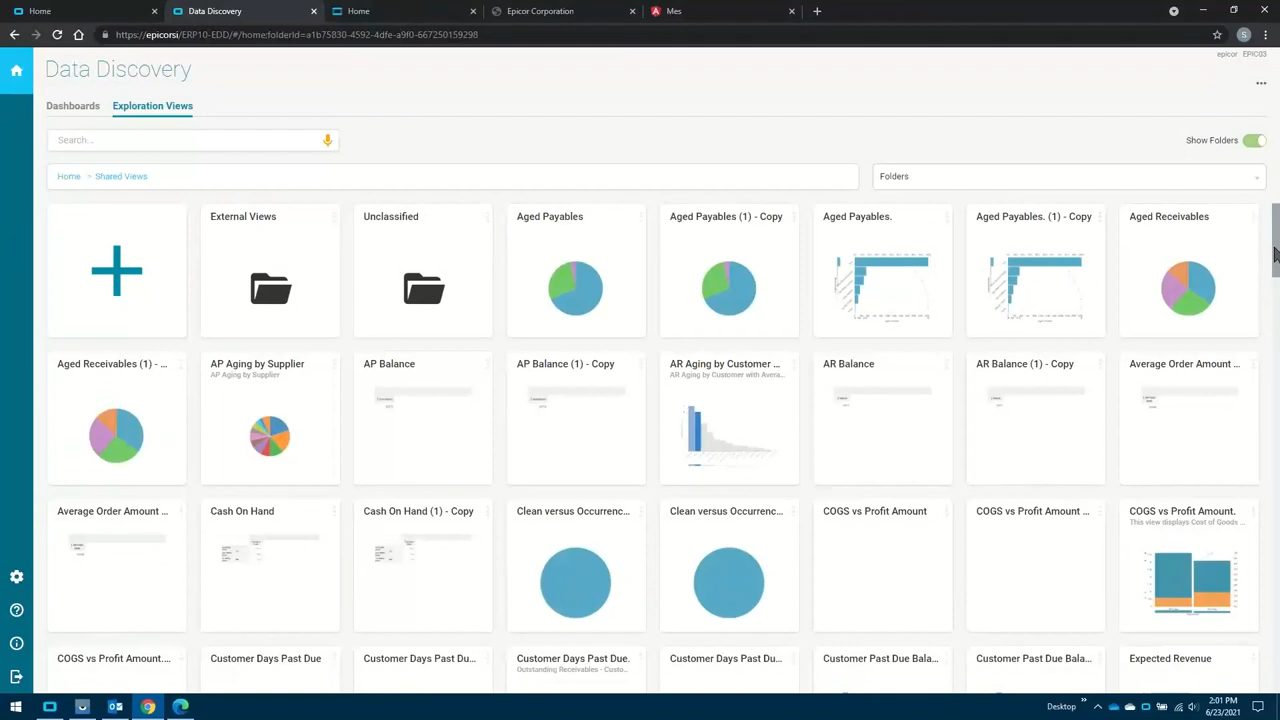 Home
Data Discovery
Home
Epicor Corporation
Mes
https://epicorsi/ERP10-EDD/#/home;folderId=a1b75830-4592-4dfe-a9f0-667250159298
S
epicor EPIC03
Data Discovery
Dashboards
Exploration Views
Search...
Show Folders
Home > Shared Views
Folders
External Views
Unclassified
Aged Payables
Aged Payables (1) - Copy
Aged Payables.
Aged Payables. (1) - Copy
Aged Receivables
Aged Receivables (1) - ...
AP Aging by Supplier
AP Aging by Supplier
AP Balance
AP Balance (1) - Copy
AR Aging by Customer ...
AR Aging by Customer with Avera...
AR Balance
AR Balance (1) - Copy
Average Order Amount ...
Average Order Amount ...
Cash On Hand
Cash On Hand (1) - Copy
Clean versus Occurrenc...
Clean versus Occurrenc...
COGS vs Profit Amount
COGS vs Profit Amount ...
COGS vs Profit Amount.
This view displays Cost of Goods ...
COGS vs Profit Amount....
Customer Days Past Due
Customer Days Past Du...
Customer Days Past Due.
Outstanding Receivables - Custo...
Customer Days Past Du...
Customer Past Due Bala...
Customer Past Due Bala...
Expected Revenue
Desktop
2:01 PM
6/23/2021